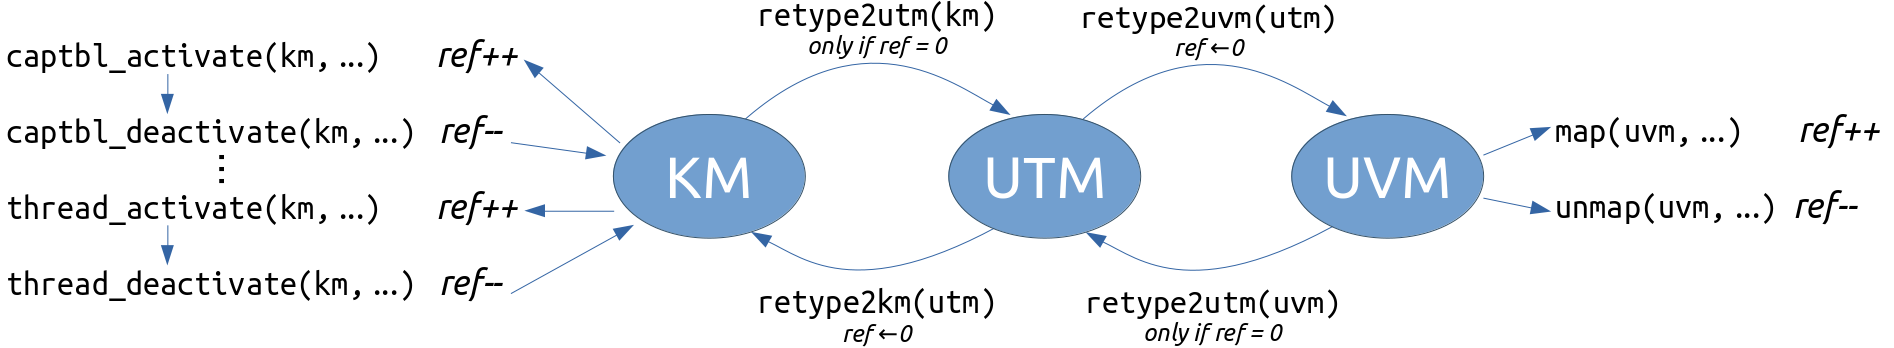 captbl_activate(km, ...) ref++
captbl_deactivate(km, ...) ref--
⋮
thread_activate(km, ...) ref++
thread_deactivate(km, ...) ref--
retype2utm(km)
only if ref = 0
retype2uvm(utm)
ref ←0
KM
UTM
UVM
retype2km(utm)
ref ←0
retype2utm(uvm)
only if ref = 0
map(uvm, ...) ref++
unmap(uvm, ...) ref--